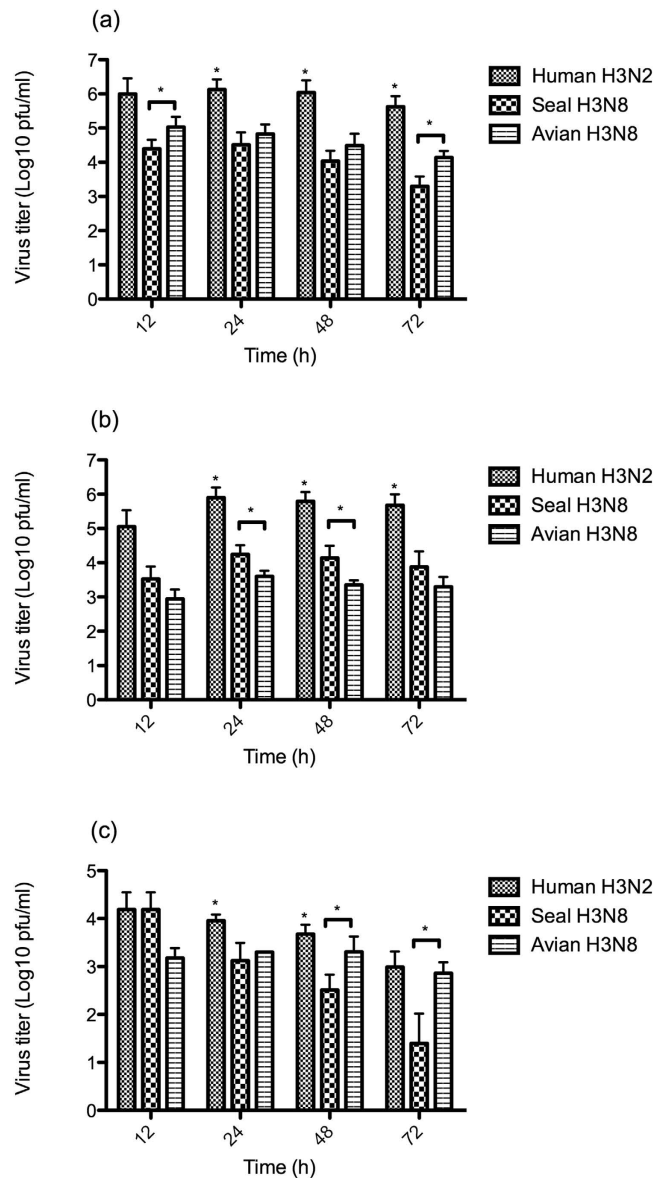 (a)
Virus titer (Log10 pfu/ml)
7
6
5
4
3
2
1
0
* * * * *
12 24 48 72
Time (h)
Human H3N2
Seal H3N8
Avian H3N8
(b)
Virus titer (Log10 pfu/ml)
7
6
5
4
3
2
1
0
* * * * *
12 24 48 72
Time (h)
Human H3N2
Seal H3N8
Avian H3N8
(c)
Virus titer (Log10 pfu/ml)
5
4
3
2
1
0
* * * *
12 24 48 72
Time (h)
Human H3N2
Seal H3N8
Avian H3N8